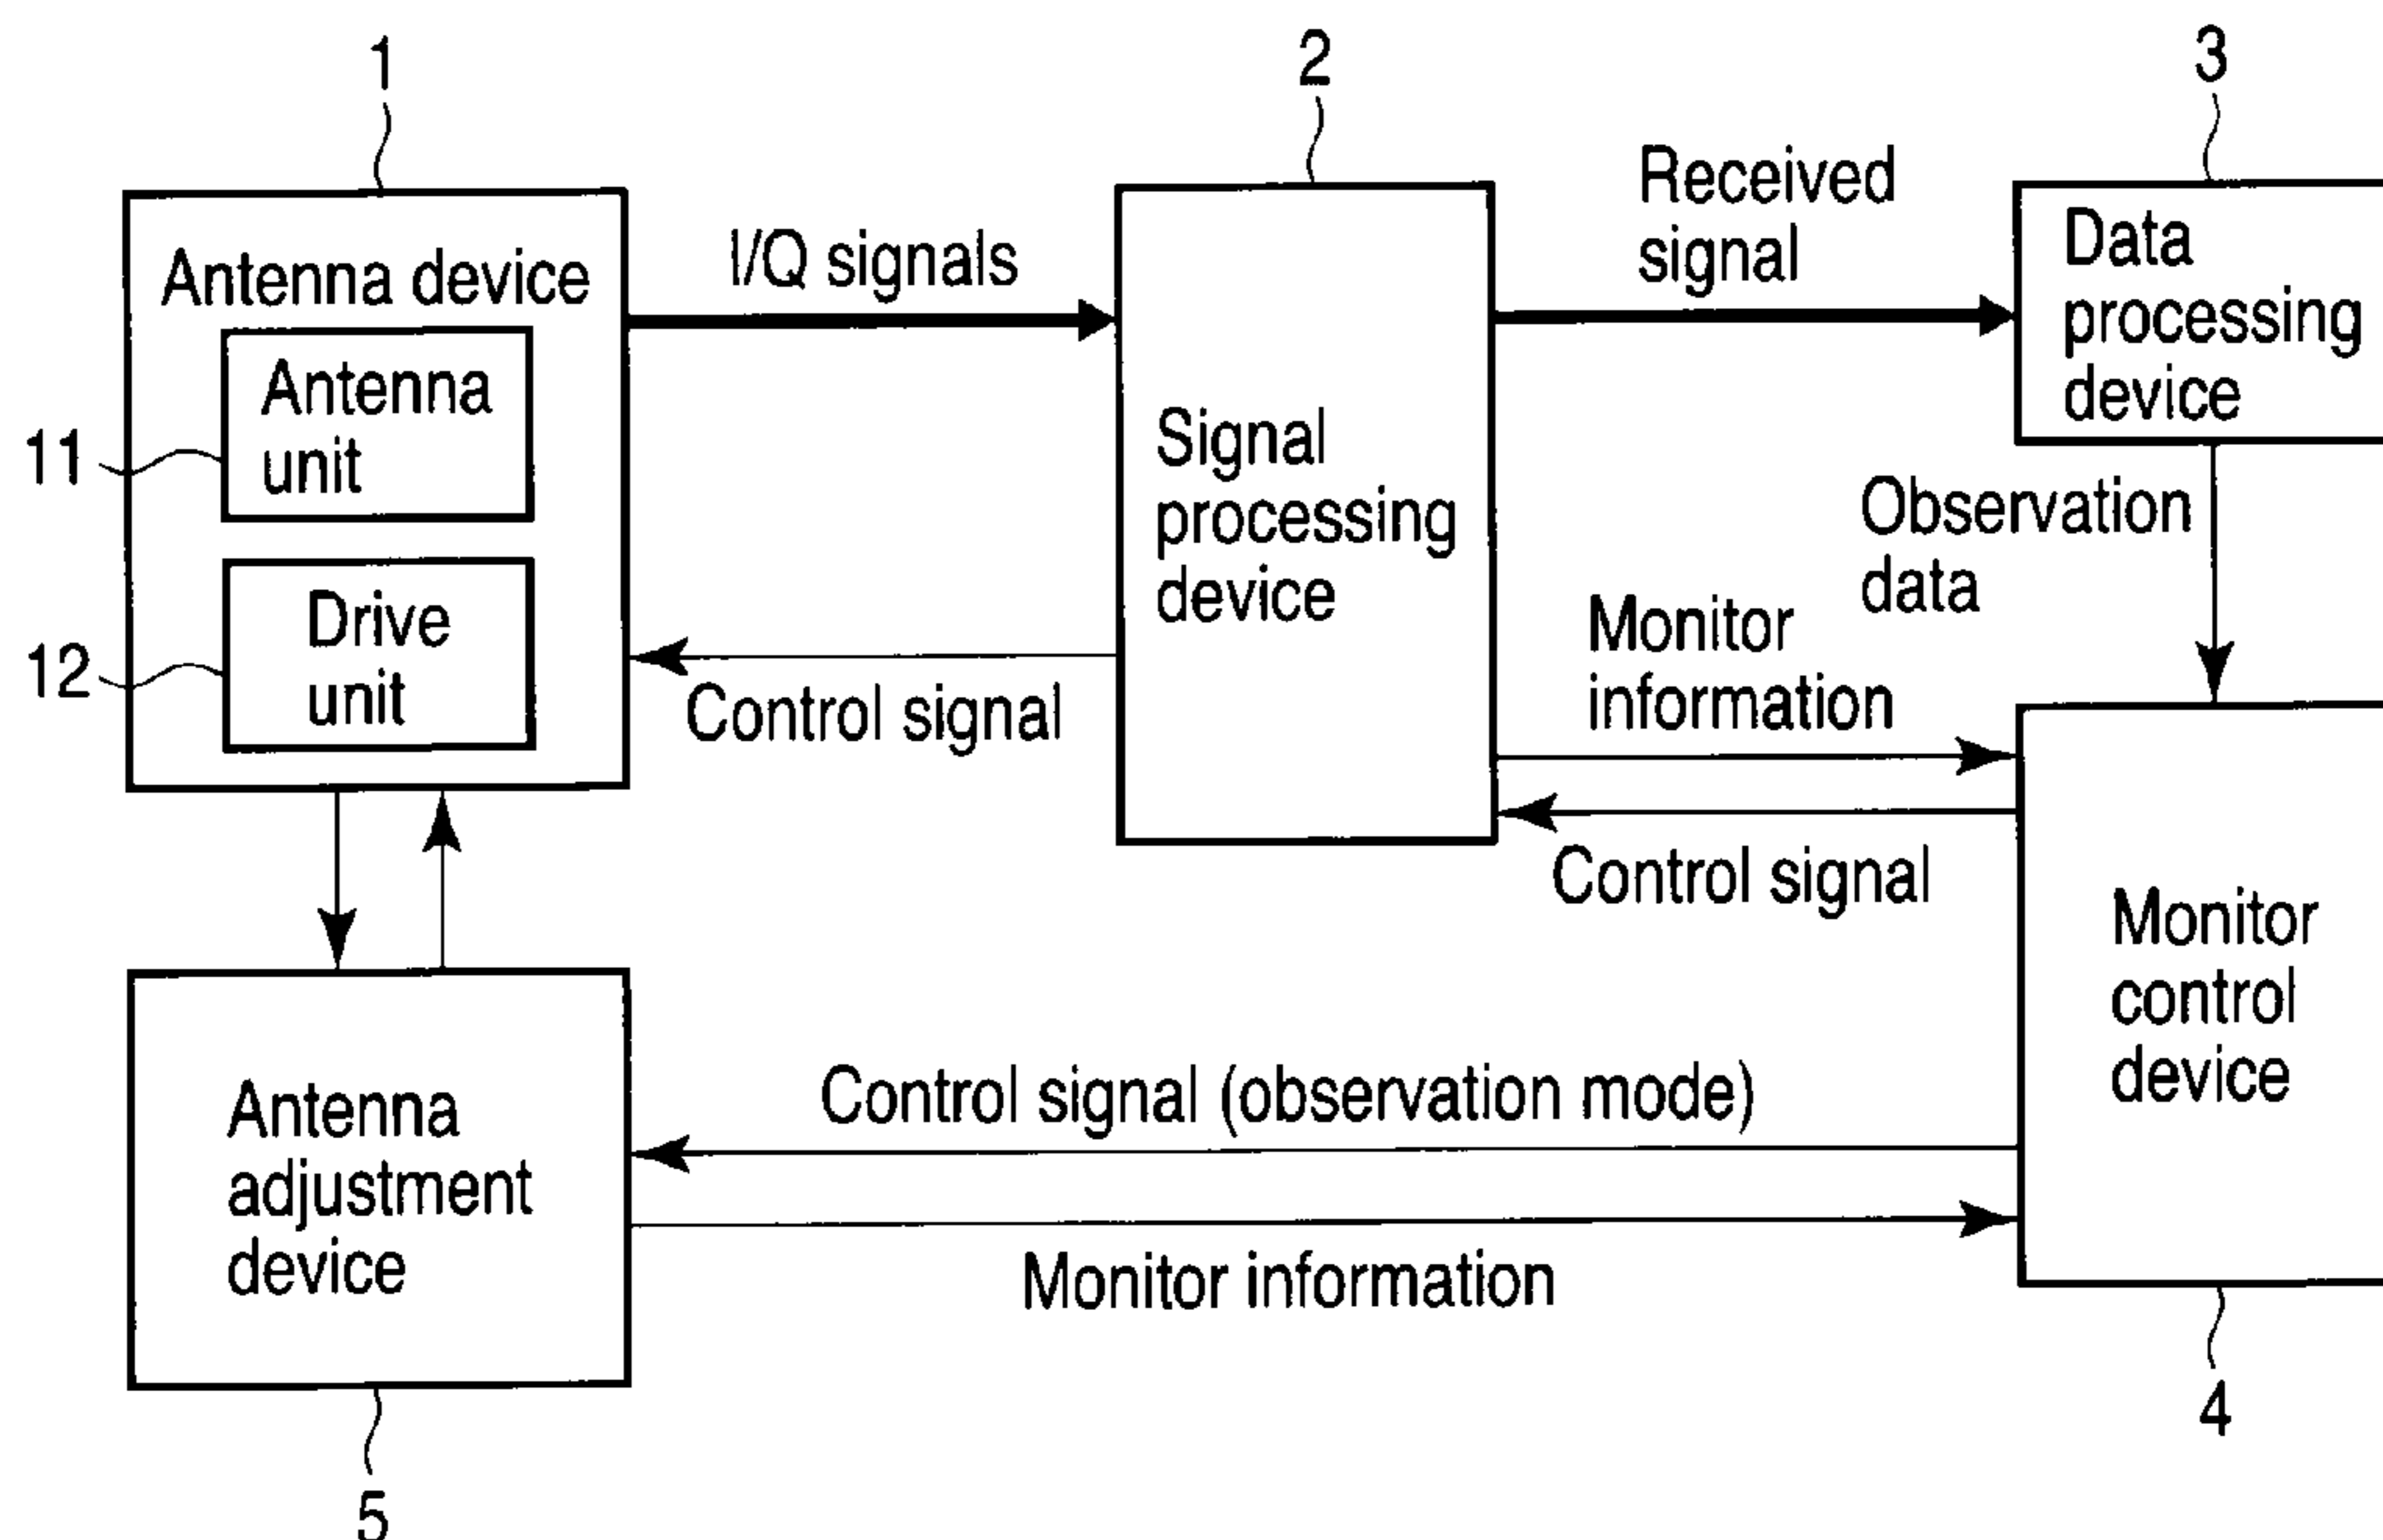 1
2
3
Antenna device
Antenna
unit
11
Drive
unit
12
I/Q signals
Control signal
Signal
processing
device
Received
signal
Data
processing
device
Observation
data
Monitor
information
Control signal
Monitor
control
device
4
Antenna
adjustment
device
5
Control signal (observation mode)
Monitor information